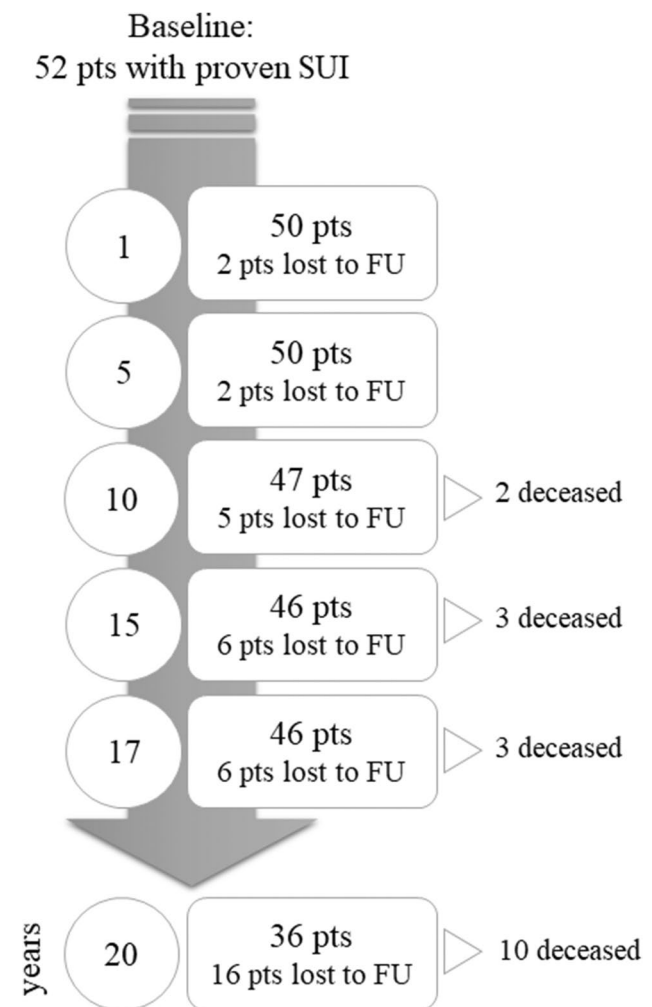 Baseline:
52 pts with proven SUI
1
50 pts
2 pts lost to FU
5
50 pts
2 pts lost to FU
10
47 pts
5 pts lost to FU
2 deceased
15
46 pts
6 pts lost to FU
3 deceased
17
46 pts
6 pts lost to FU
3 deceased
years
20
36 pts
16 pts lost to FU
10 deceased